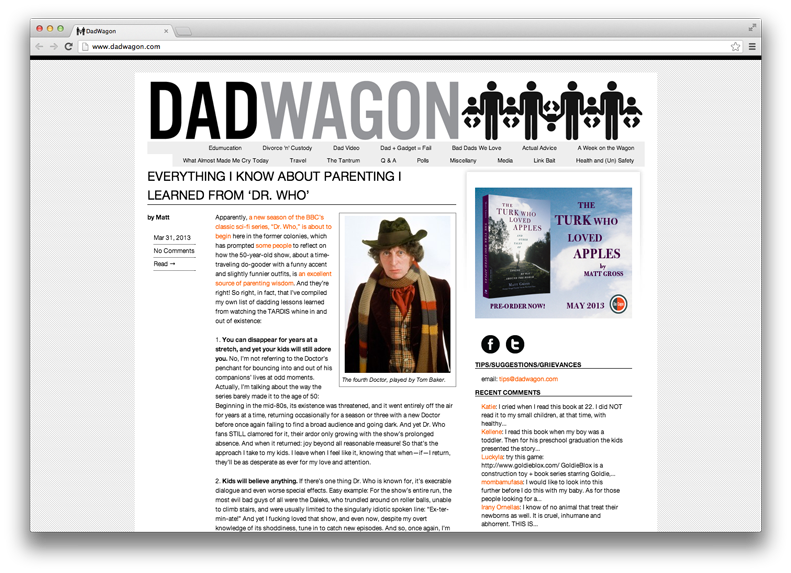 DadWagon
www.dadwagon.com
DADWAGON
Edumucation Divorce 'n' Custody Dad Video Dad + Gadget = Fail Bad Dads We Love Actual Advice A Week on the Wagon
What Almost Made Me Cry Today Travel The Tantrum Q & A Polls Miscellany Media Link Bait Health and (Un) Safety
EVERYTHING I KNOW ABOUT PARENTING I
LEARNED FROM ‘DR. WHO’
by Matt
Mar 31, 2013
No Comments
Read →
Apparently, a new season of the BBC's
classic sci-fi series, “Dr. Who,” is about to
begin here in the former colonies, which
has prompted some people to reflect on
how the 50-year-old show, about a time-
traveling do-gooder with a funny accent
and slightly funnier outfits, is an excellent
source of parenting wisdom. And they're
right! So right, in fact, that I've compiled
my own list of dadding lessons learned
from watching the TARDIS whine in and
out of existence:
The fourth Doctor, played by Tom Baker.
1. You can disappear for years at a
stretch, and yet your kids will still adore
you. No, I'm not referring to the Doctor's
penchant for bouncing into and out of his
companions' lives at odd moments.
Actually, I'm talking about the way the
series barely made it to the age of 50:
Beginning in the mid-80s, its existence was threatened, and it went entirely off the air
for years at a time, returning occasionally for a season or three with a new Doctor
before once again failing to find a broad audience and going dark. And yet Dr. Who
fans STILL clamored for it, their ardor only growing with the show's prolonged
absence. And when it returned: joy beyond all reasonable measure! So that's the
approach I take to my kids. I leave when I feel like it, knowing that when—if—I return,
they'll be as desperate as ever for my love and attention.
2. Kids will believe anything. If there's one thing Dr. Who is known for, it's execrable
dialogue and even worse special effects. Easy example: For the show's entire run, the
most evil bad guys of all were the Daleks, who trundled around on roller balls, unable
to climb stairs, and were usually limited to the singularly idiotic spoken line: “Ex-ter-
min-ate!” And yet I fucking loved that show, and even now, despite my overt
knowledge of its shoddiness, tune in to catch new episodes. And so, once again, I'm
THE
TURK WHO
LOVED
APPLES
MATT GROSS
THE
TURK WHO
LOVED
APPLES
by
MATT GROSS
PRE-ORDER NOW! MAY 2013
TIPS/SUGGESTIONS/GRIEVANCES
email: tips@dadwagon.com
RECENT COMMENTS
Katie: I cried when I read this book at 22. I did NOT
read it to my small children, at that time, with
healthy...
Kellene: I read this book when my boy was a
toddler. Then for his preschool graduation the kids
presented the story...
Luckyla: try this game:
http://www.goldieblox.com/ GoldieBlox is a
construction toy + book series starring Goldie,...
mombamufasa: I would like to look into this
further before I do this with my baby. As for those
people looking for a...
Irany Ornellas: I know of no animal that treat their
newborns as well. It is cruel, inhumane and
abhorrent. THIS IS...